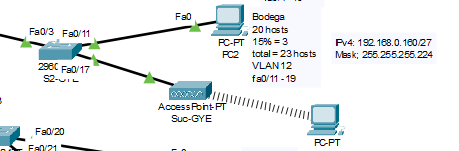 Fa0
Bodega
20 hosts
15% = 3
total = 23 hosts
VLAN 12
fa0/11 - 19
IPv4: 192.168.0.160/27
Mask; 255.255.255.224
Fa0/3
Fa0/11
PC-PT
PC2
2960
Fa0/17
S2-GYE
AccessPoint-PT
Suc-GYE
PC-PT
Fa0/20
Fa0/21